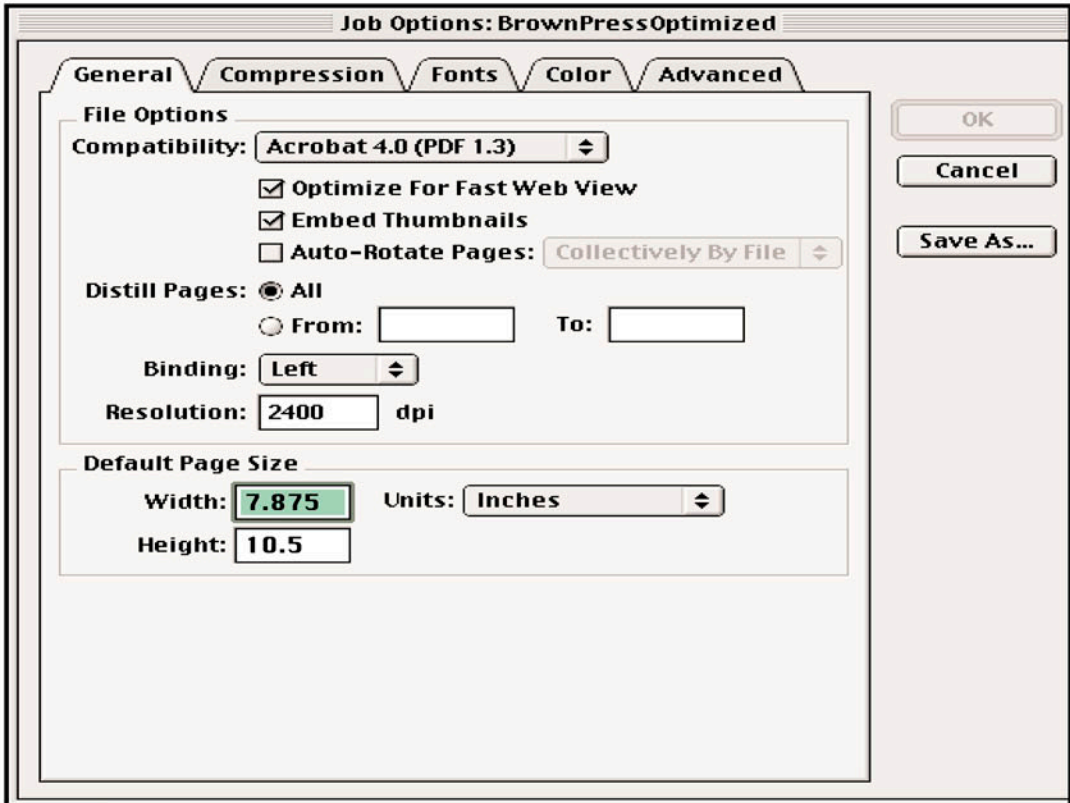 Job Options: BrownPressOptimized
General Compression Fonts Color Advanced
File Options
Compatibility: Acrobat 4.0 (PDF 1.3)
Optimize For Fast Web View
Embed Thumbnails
Auto-Rotate Pages: Collectively By File
Distill Pages: All
From: To:
Binding: Left
Resolution: 2400 dpi
Default Page Size
Width: 7.875 Units: Inches
Height: 10.5
OK
Cancel
Save As...